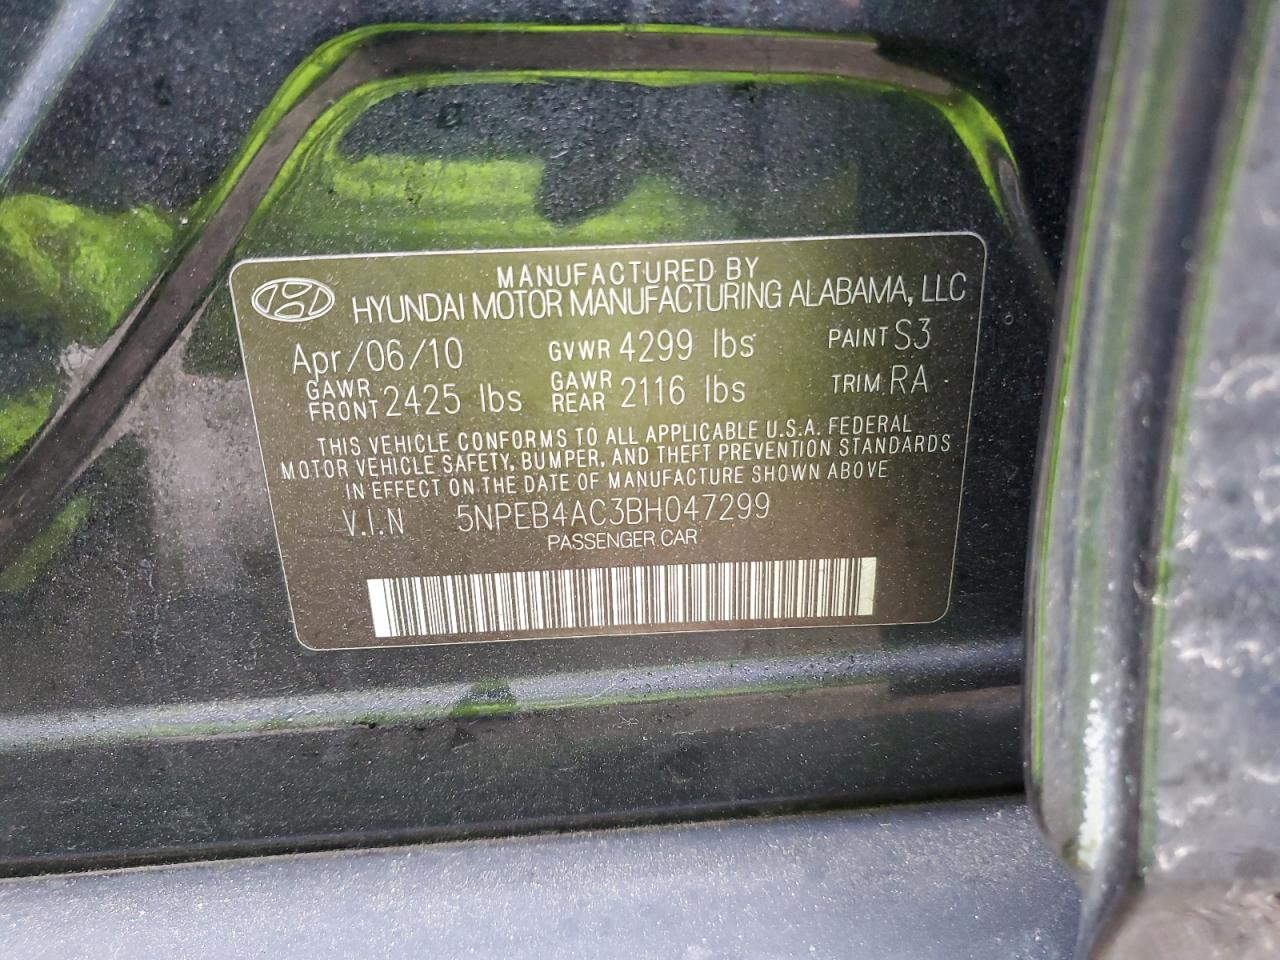 MANUFACTURED BY
HYUNDAI MOTOR MANUFACTURING ALABAMA, LLC
Apr/06/10 GVWR 4299 lbs PAINT S3
GAWR FRONT 2425 lbs GAWR REAR 2116 lbs TRIM RA
THIS VEHICLE CONFORMS TO ALL APPLICABLE U.S.A. FEDERAL
MOTOR VEHICLE SAFETY, BUMPER, AND THEFT PREVENTION STANDARDS
IN EFFECT ON THE DATE OF MANUFACTURE SHOWN ABOVE
V.I.N 5NPEB4AC3BH047299
PASSENGER CAR